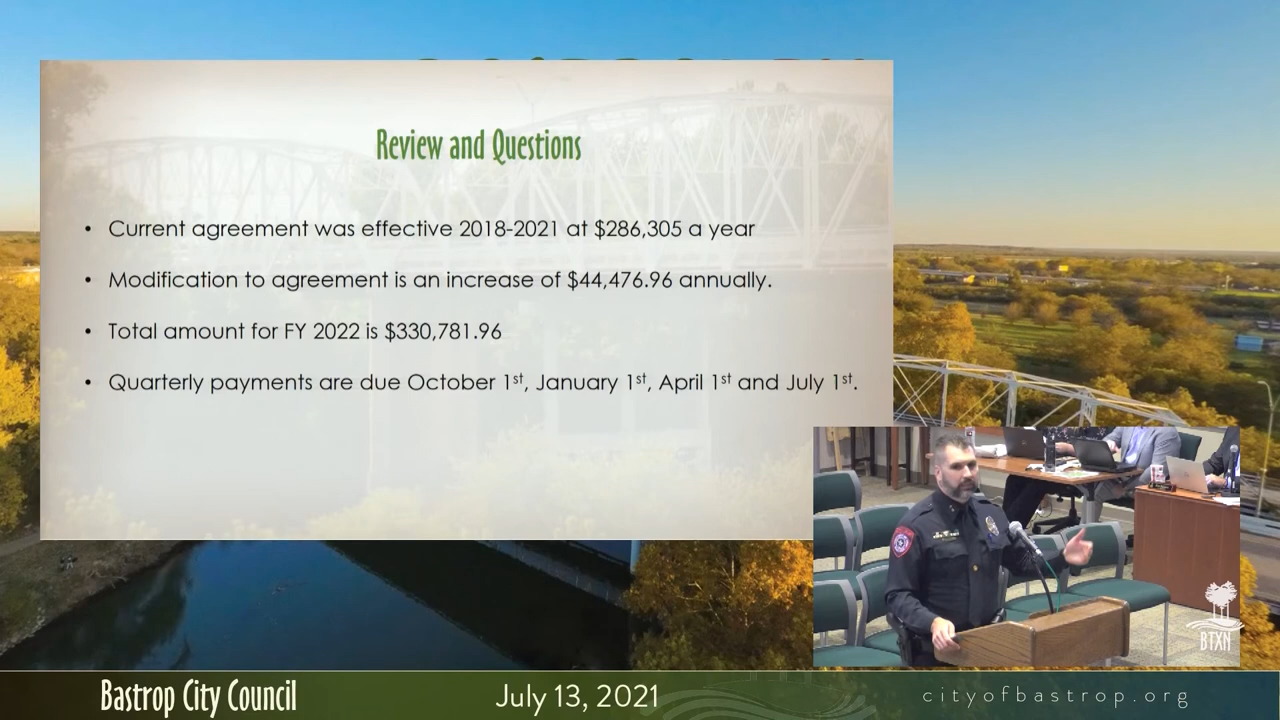 Review and Questions
• Current agreement was effective 2018-2021 at $286,305 a year
• Modification to agreement is an increase of $44,476.96 annually.
• Total amount for FY 2022 is $330,781.96
• Quarterly payments are due October 1st, January 1st, April 1st and July 1st.
BTXN
Bastrop City Council
July 13, 2021
cityofbastrop.org